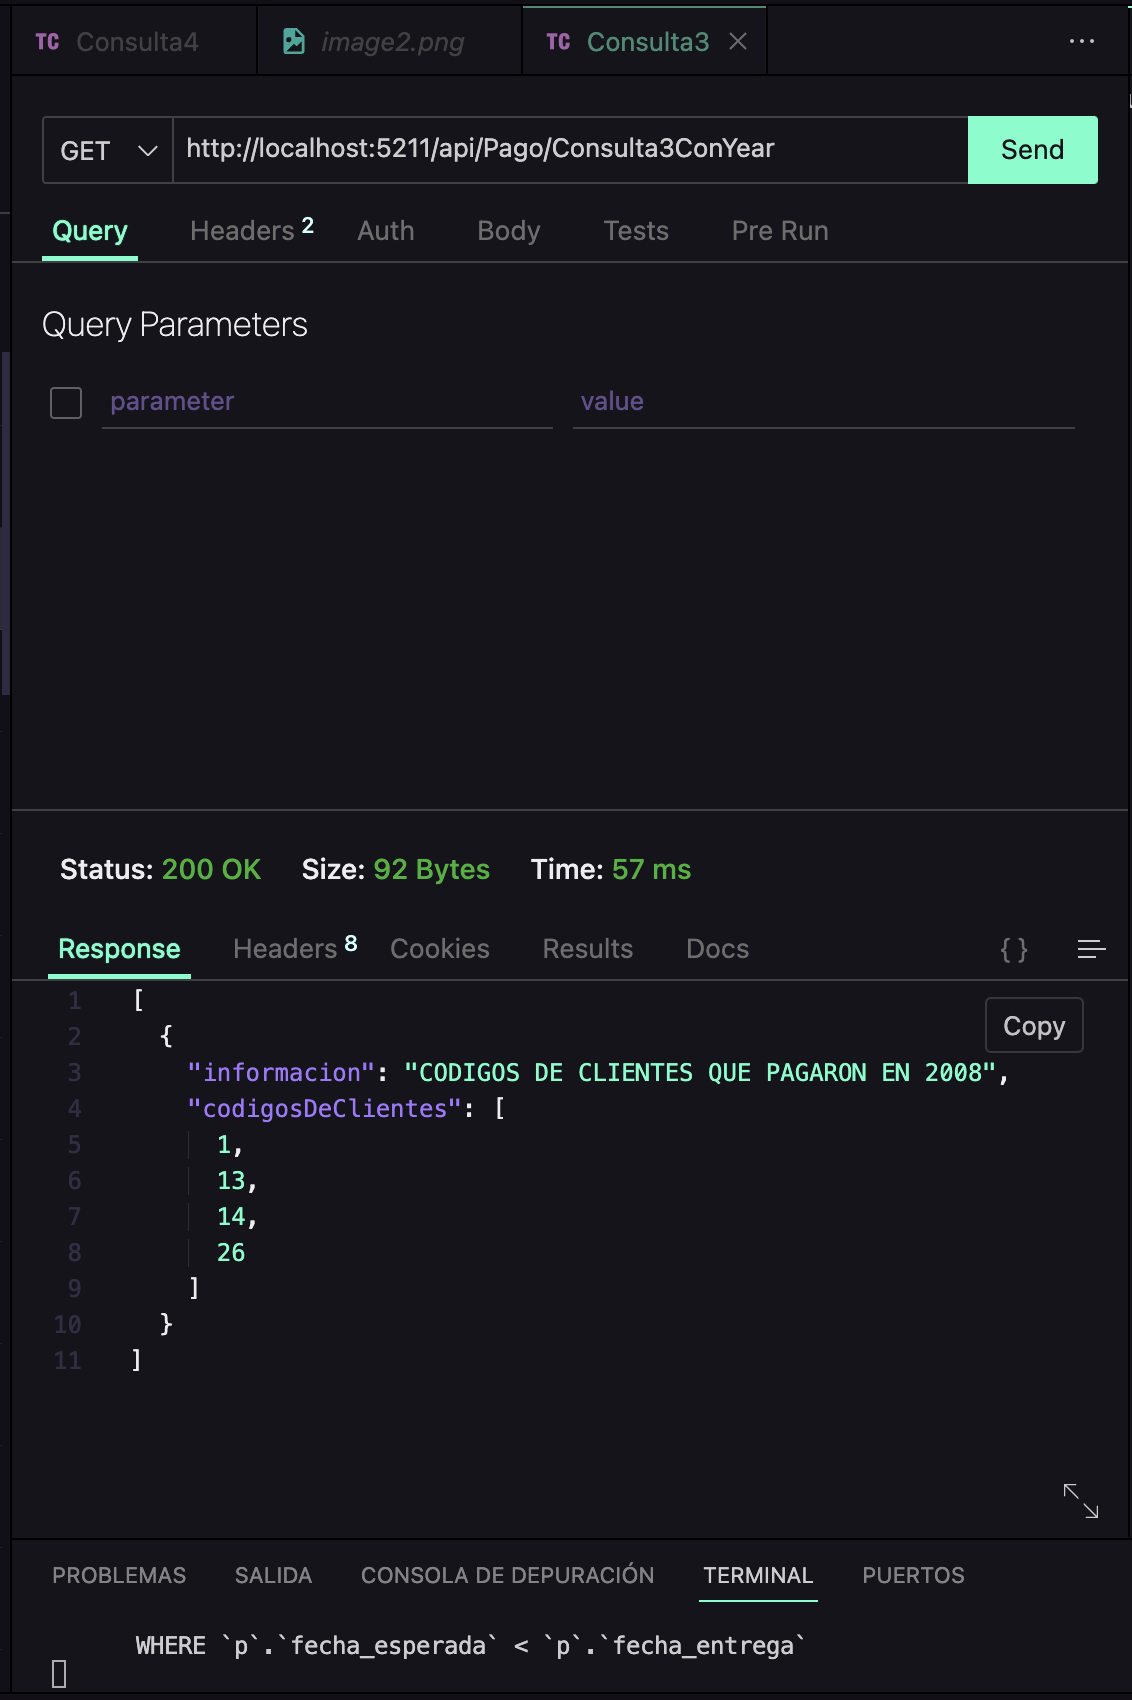 TC Consulta4 image2.png TC Consulta3
GET http://localhost:5211/api/Pago/Consulta3ConYear Send
Query Headers 2 Auth Body Tests Pre Run
Query Parameters
parameter value
Status: 200 OK Size: 92 Bytes Time: 57 ms
Response Headers 8 Cookies Results Docs { }
Copy
1 [
2 {
3 "informacion": "CODIGOS DE CLIENTES QUE PAGARON EN 2008",
4 "codigosDeClientes": [
5 1,
6 13,
7 14,
8 26
9 ]
10 }
11 ]
PROBLEMAS SALIDA CONSOLA DE DEPURACIÓN TERMINAL PUERTOS
WHERE `p`.`fecha_esperada` < `p`.`fecha_entrega`